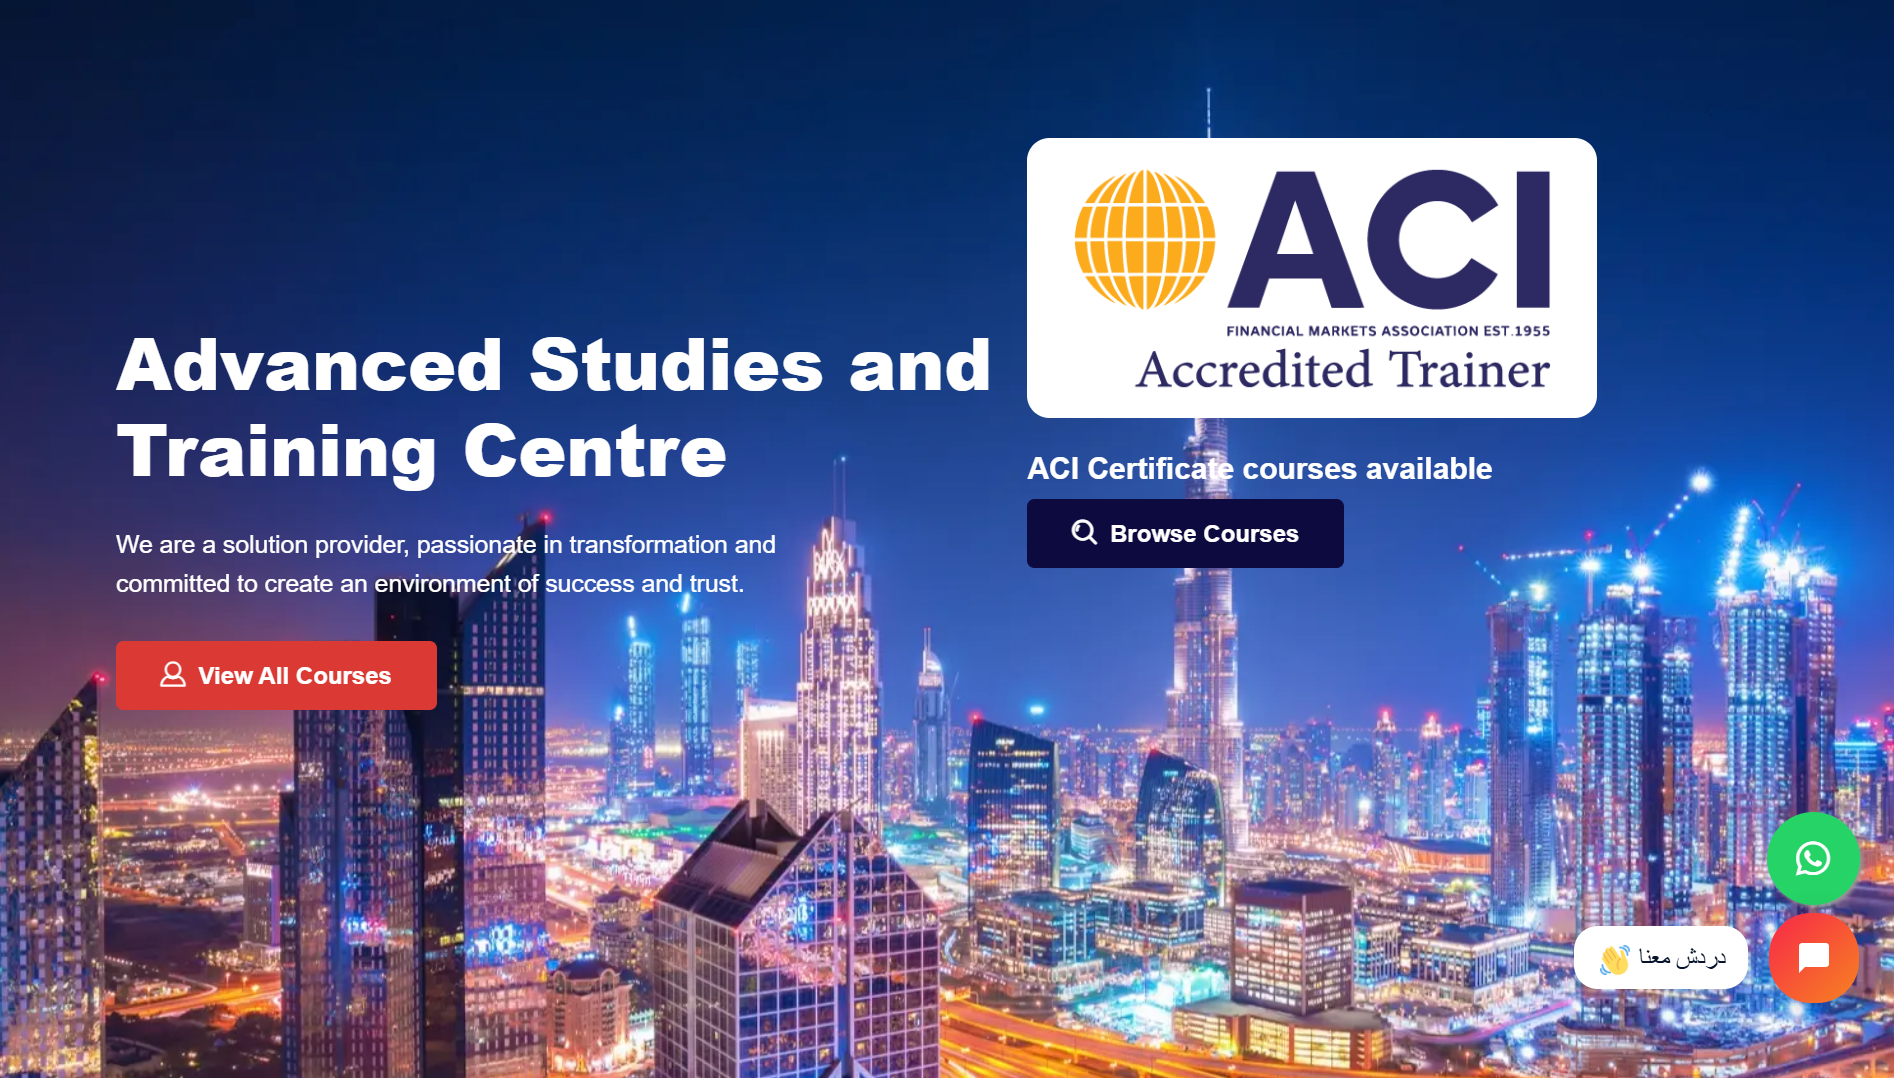 Advanced Studies and
Training Centre
We are a solution provider, passionate in transformation and
committed to create an environment of success and trust.
View All Courses
ACI
FINANCIAL MARKETS ASSOCIATION EST.1955
Accredited Trainer
ACI Certificate courses available
Browse Courses
دردش معنا 👋